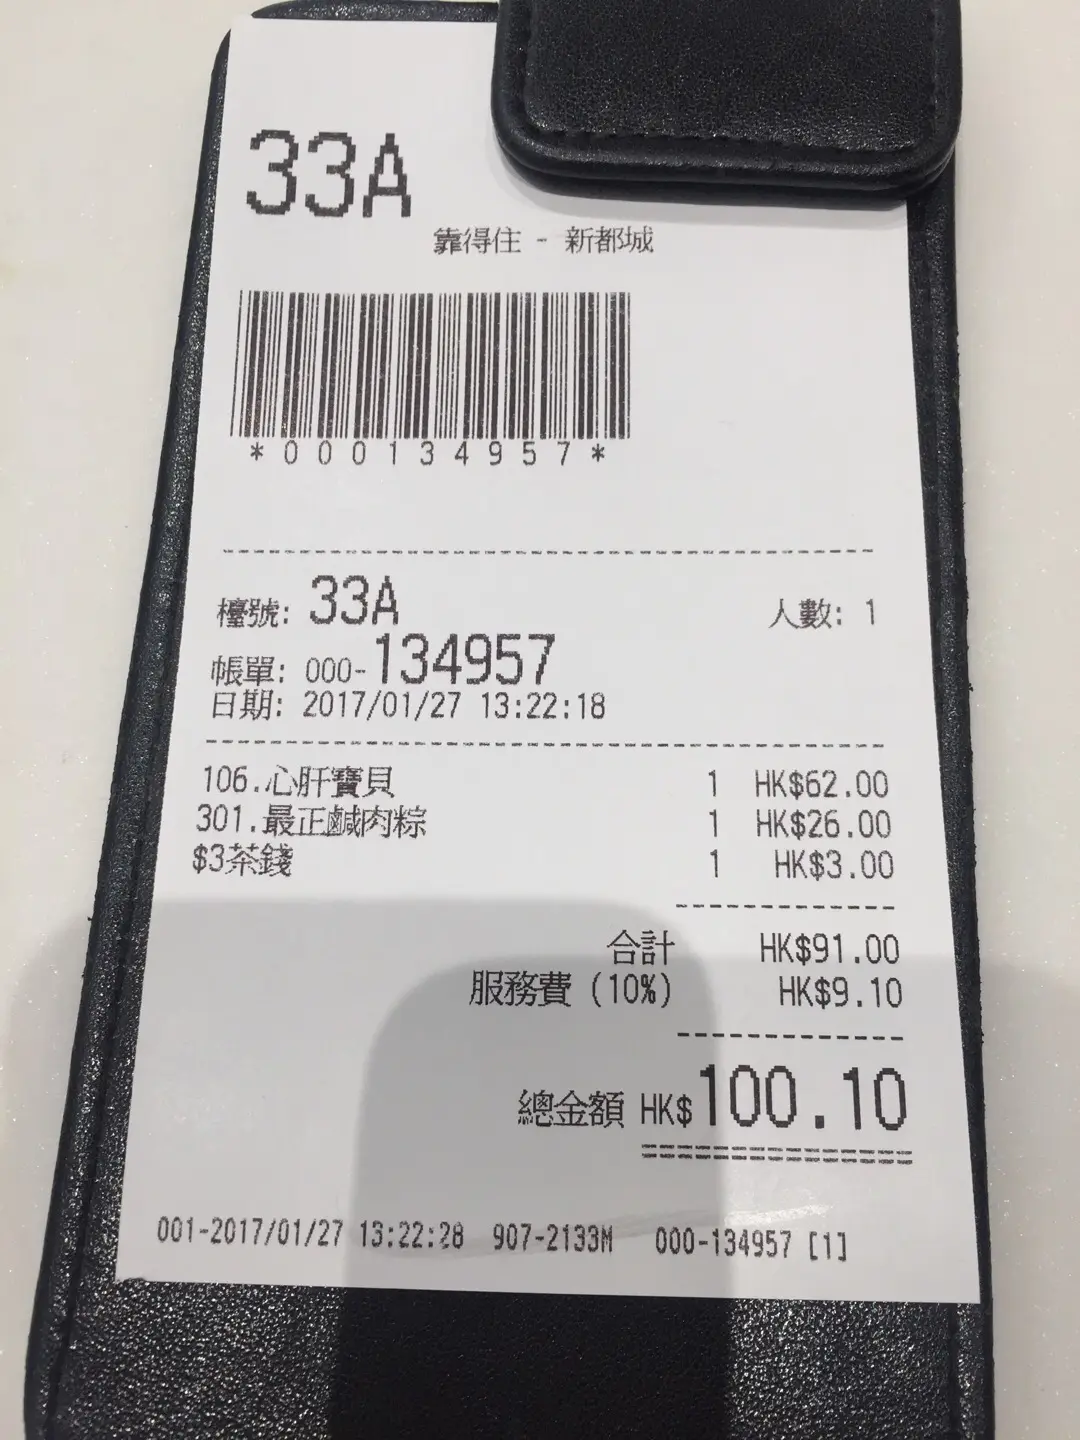 33A
靠得住 - 新都城
*000134957*
檯號: 33A 人數: 1
帳單: 000-134957
日期: 2017/01/27 13:22:18
106.心肝寶貝 1 HK$62.00
301.最正鹹肉粽 1 HK$26.00
$3茶錢 1 HK$3.00
合計 HK$91.00
服務費 (10%) HK$9.10
總金額 HK$100.10
001-2017/01/27 13:22:28 907-2133M 000-134957 [1]